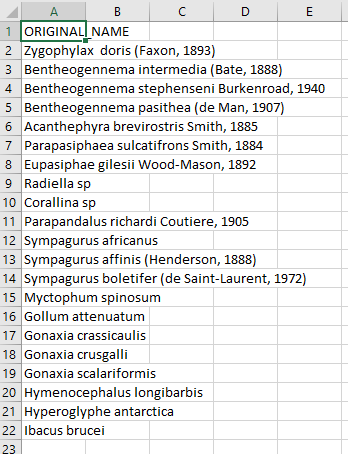 A B C D E
1 ORIGINAL_NAME
2 Zygophylax  doris (Faxon, 1893)
3 Bentheogennema intermedia (Bate, 1888)
4 Bentheogennema stephenseni Burkenroad, 1940
5 Bentheogennema pasithea (de Man, 1907)
6 Acanthephyra brevirostris Smith, 1885
7 Parapasiphaea sulcatifrons Smith, 1884
8 Eupasiphae gilesii Wood-Mason, 1892
9 Radiella sp
10 Corallina sp
11 Parapandalus richardi Coutiere, 1905
12 Sympagurus africanus
13 Sympagurus affinis (Henderson, 1888)
14 Sympagurus boletifer (de Saint-Laurent, 1972)
15 Myctophum spinosum
16 Gollum attenuatum
17 Gonaxia crassicaulis
18 Gonaxia crusgalli
19 Gonaxia scalariformis
20 Hymenocephalus longibarbis
21 Hyperoglyphe antarctica
22 Ibacus brucei
23